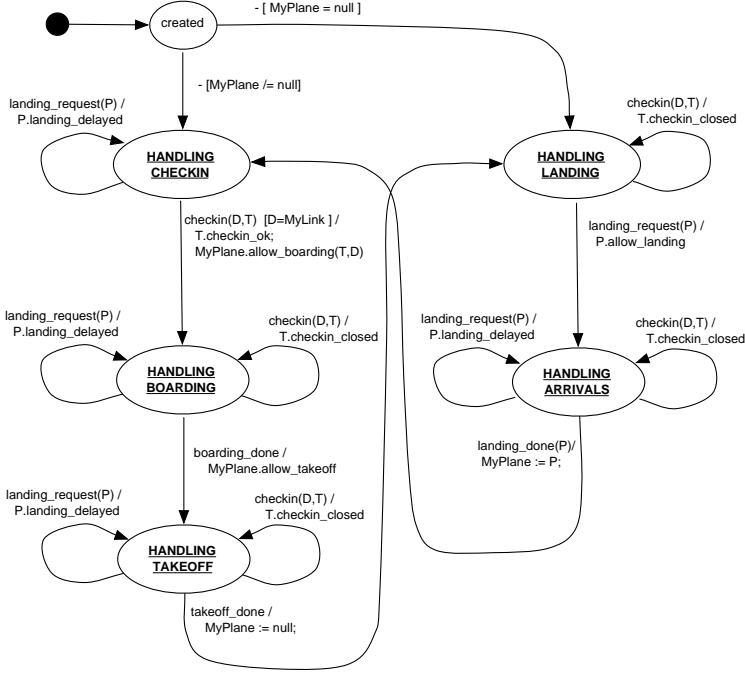 - [ MyPlane = null ]
created
- [MyPlane /= null]
landing_request(P) /
P.landing_delayed
checkin(D,T) /
T.checkin_closed
HANDLING
CHECKIN
HANDLING
LANDING
checkin(D,T) [D=MyLink ] /
T.checkin_ok;
MyPlane.allow_boarding(T,D)
landing_request(P) /
P.allow_landing
landing_request(P) /
P.landing_delayed
checkin(D,T) /
T.checkin_closed
landing_request(P) /
P.landing_delayed
checkin(D,T) /
T.checkin_closed
HANDLING
BOARDING
HANDLING
ARRIVALS
boarding_done /
MyPlane.allow_takeoff
landing_done(P)/
MyPlane := P;
landing_request(P) /
P.landing_delayed
checkin(D,T) /
T.checkin_closed
HANDLING
TAKEOFF
takeoff_done /
MyPlane := null;